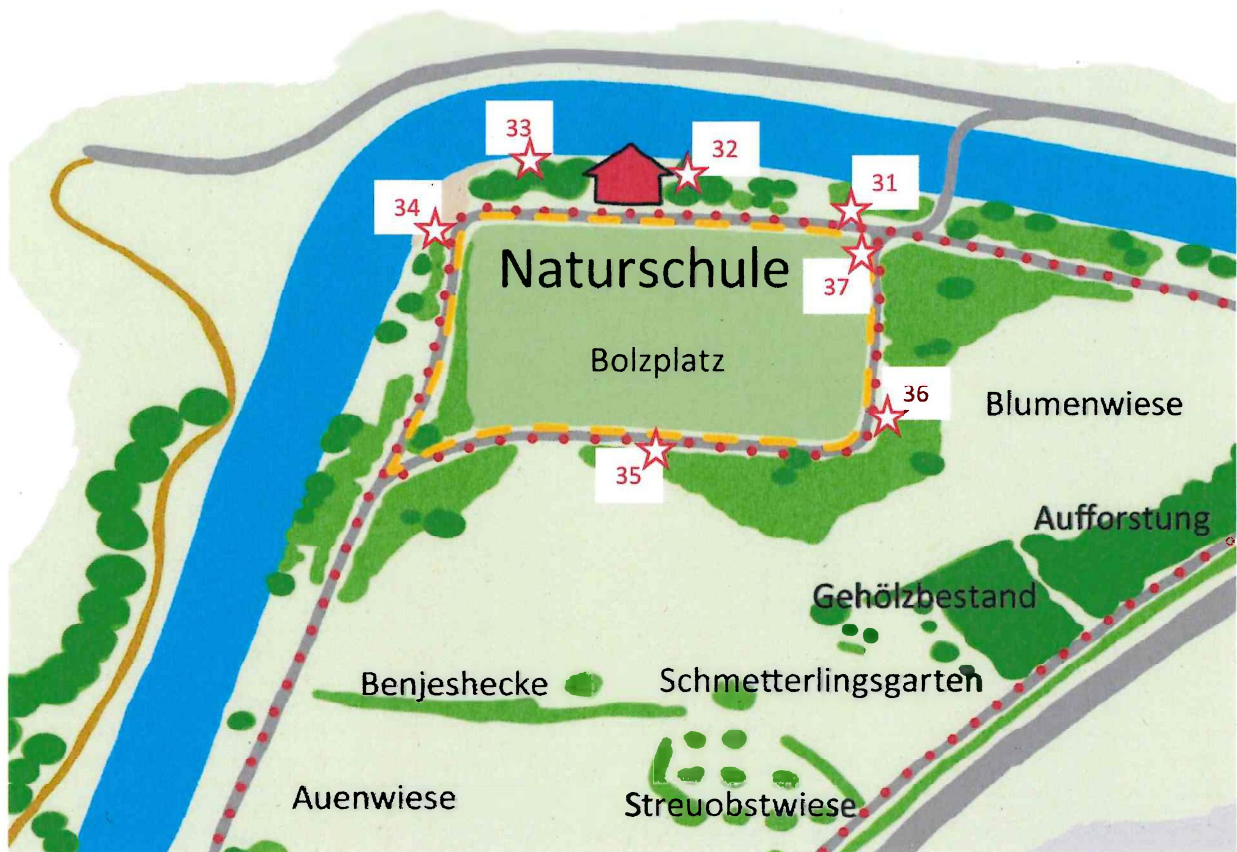 33
32
31
34
Naturschule
37
Bolzplatz
36
Blumenwiese
35
Aufforstung
Gehölzbestand
Benjeshecke
Schmetterlingsgarten
Auenwiese
Streuobstwiese